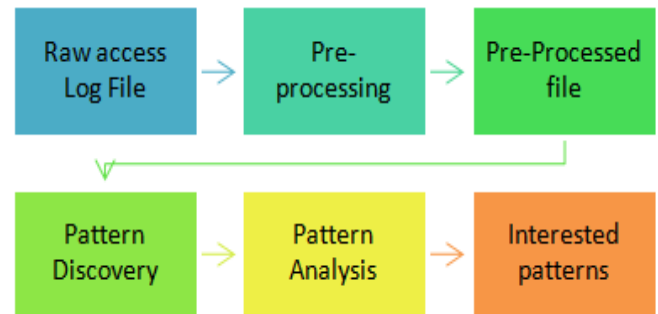 Raw access
Log File
Pre-
processing
Pre-Processed
file
Pattern
Discovery
Pattern
Analysis
Interested
patterns